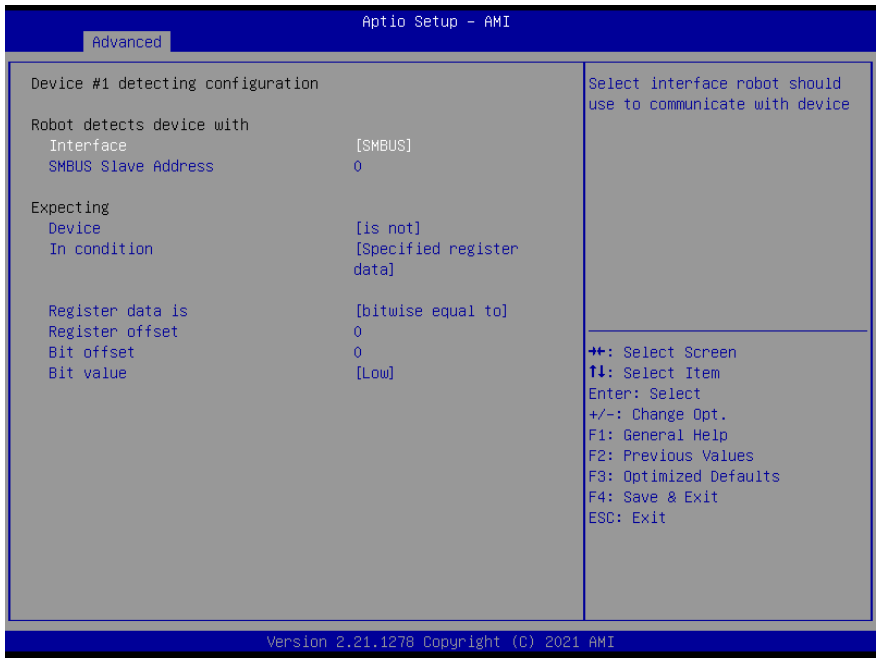 Aptio Setup – AMI
Advanced
Device #1 detecting configuration
Robot detects device with
Interface [SMBUS]
SMBUS Slave Address 0
Expecting
Device [is not]
In condition [Specified register
data]
Register data is [bitwise equal to]
Register offset 0
Bit offset 0
Bit value [Low]
Select interface robot should
use to communicate with device
→←: Select Screen
↑↓: Select Item
Enter: Select
+/-: Change Opt.
F1: General Help
F2: Previous Values
F3: Optimized Defaults
F4: Save & Exit
ESC: Exit
Version 2.21.1278 Copyright (C) 2021 AMI